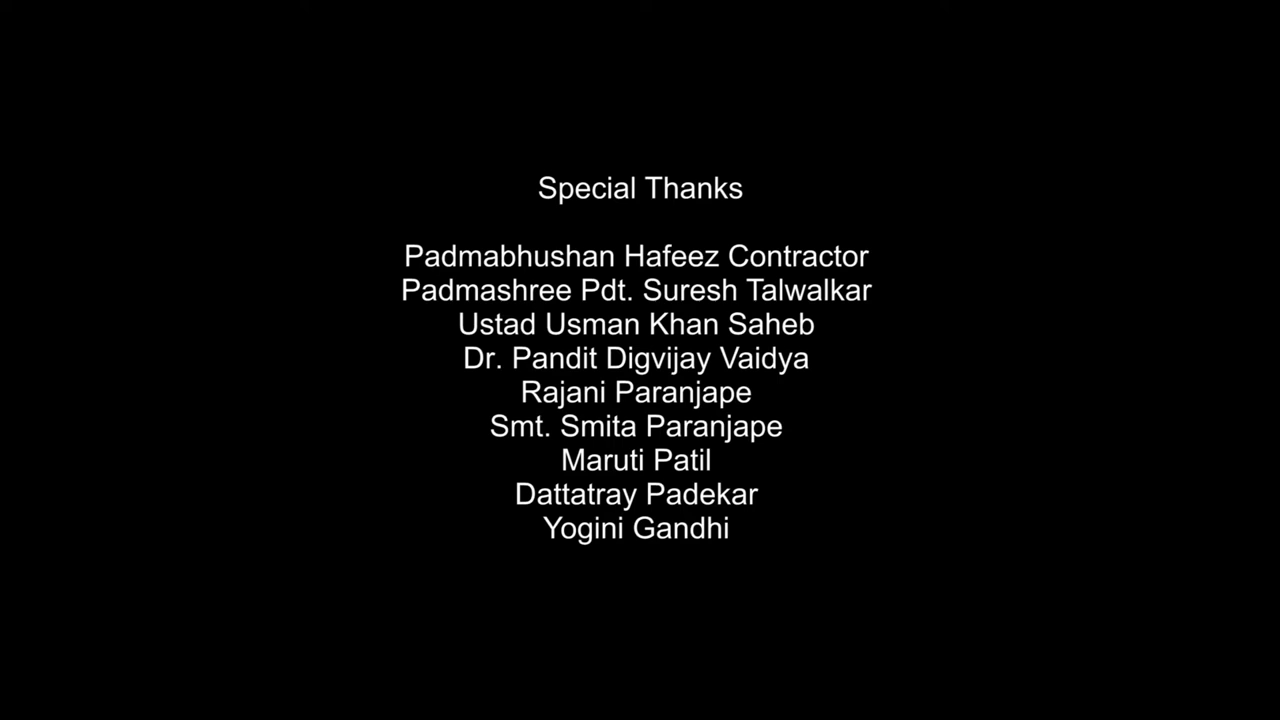 Special Thanks
Padmabhushan Hafeez Contractor
Padmashree Pdt. Suresh Talwalkar
Ustad Usman Khan Saheb
Dr. Pandit Digvijay Vaidya
Rajani Paranjape
Smt. Smita Paranjape
Maruti Patil
Dattatray Padekar
Yogini Gandhi